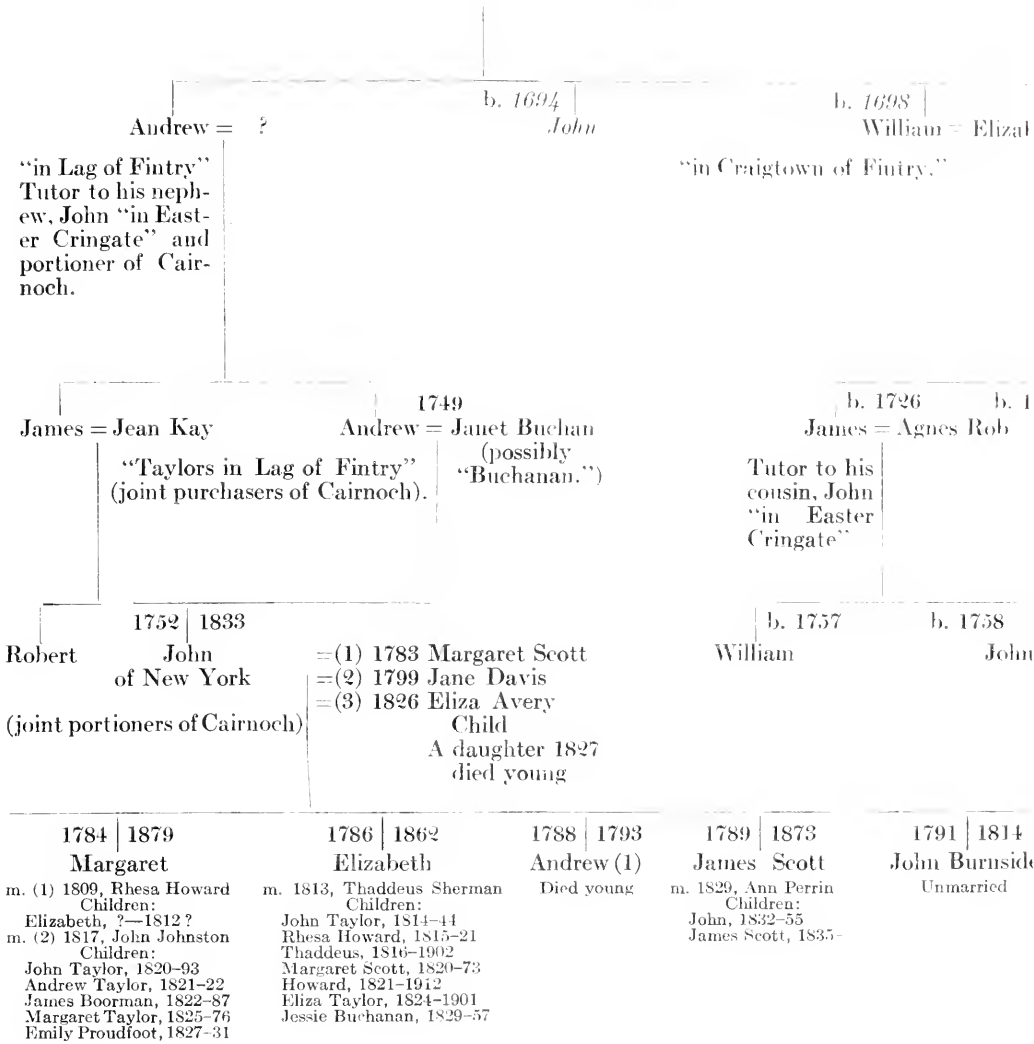 b. 1694
b. 1698
Andrew = ?
John
William =
"in Lag of Fintry"
Tutor to his neph-
ew, John "in East-
er Cringate" and
portioner of Cair-
noch.
"in Craigtown of Fintry."
James = Jean Kay
1749
Andrew = Janet Buchan
(possibly
"Buchanan.")
"Taylors in Lag of Fintry"
(joint purchasers of Cairnoch).
b. 1726
b. 1
James = Agnes Rob
Tutor to his
cousin, John
"in Easter
Cringate"
Robert
1752 | 1833
John
of New York
(joint portioners of Cairnoch)
=(1) 1783 Margaret Scott
=(2) 1799 Jane Davis
=(3) 1826 Eliza Avery
Child
A daughter 1827
died young
b. 1757
William
b. 1758
John
1784 | 1879
Margaret
m. (1) 1809, Rhesa Howard
Children:
Elizabeth, ?—1812 ?
m. (2) 1817, John Johnston
Children:
John Taylor, 1820–93
Andrew Taylor, 1821–22
James Boorman, 1822–87
Margaret Taylor, 1825–76
Emily Proudfoot, 1827–31
1786 | 1862
Elizabeth
m. 1813, Thaddeus Sherman
Children:
John Taylor, 1814–44
Rhesa Howard, 1815–21
Thaddeus, 1816–1902
Margaret Scott, 1820–73
Howard, 1821–1912
Eliza Taylor, 1824–1901
Jessie Buchanan, 1829–57
1788 | 1793
Andrew (1)
Died young
1789 | 1873
James Scott
m. 1829, Ann Perrin
Children:
John, 1832–55
James Scott, 1835–
1791 | 1814
John Burnside
Unmarried